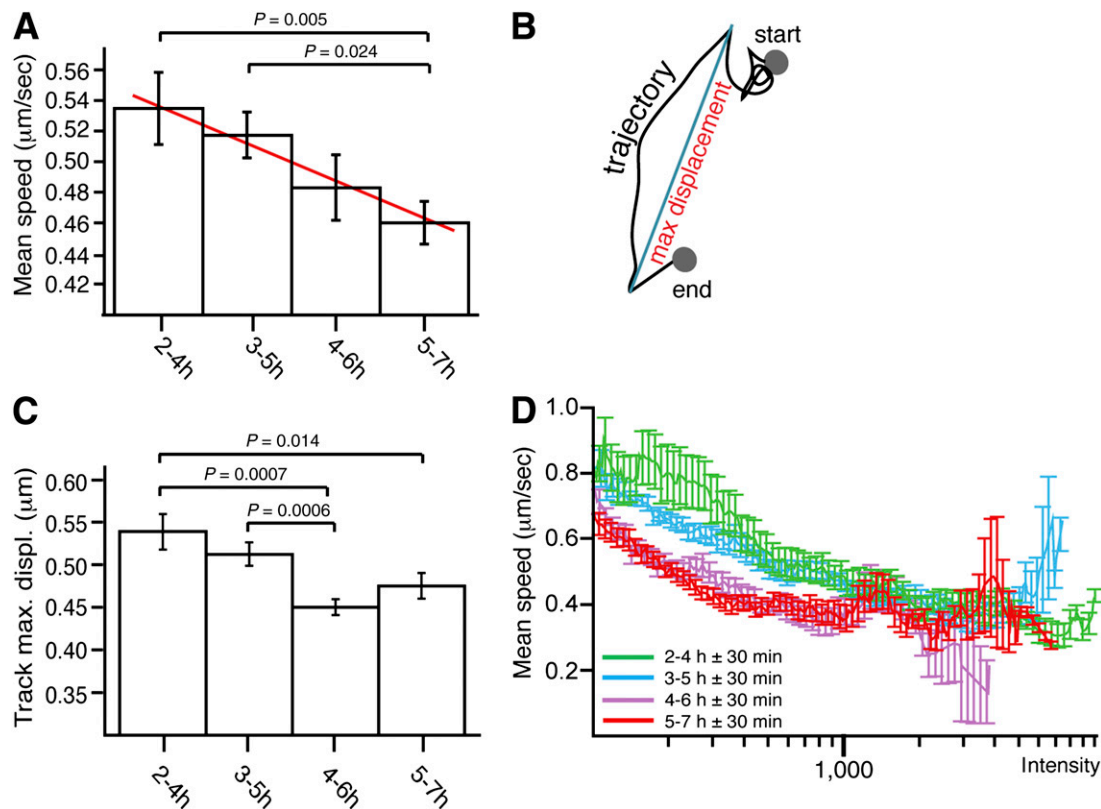 A
P = 0.005
P = 0.024
Mean speed (μm/sec)
0.56
0.54
0.52
0.50
0.48
0.46
0.44
0.42
2-4h
3-5h
4-6h
5-7h
B
start
trajectory
max displacement
end
C
P = 0.014
P = 0.0007
P = 0.0006
Track max. displ. (μm)
0.60
0.55
0.50
0.45
0.40
0.35
2-4h
3-5h
4-6h
5-7h
D
Mean speed (μm/sec)
1.0
0.8
0.6
0.4
0.2
2-4 h ± 30 min
3-5 h ± 30 min
4-6 h ± 30 min
5-7 h ± 30 min
1,000
Intensity